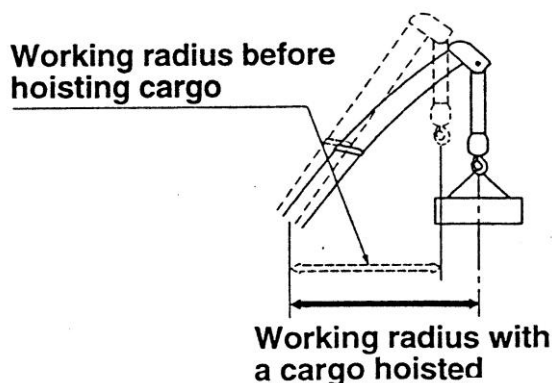 Working radius before
hoisting cargo
Working radius with
a cargo hoisted